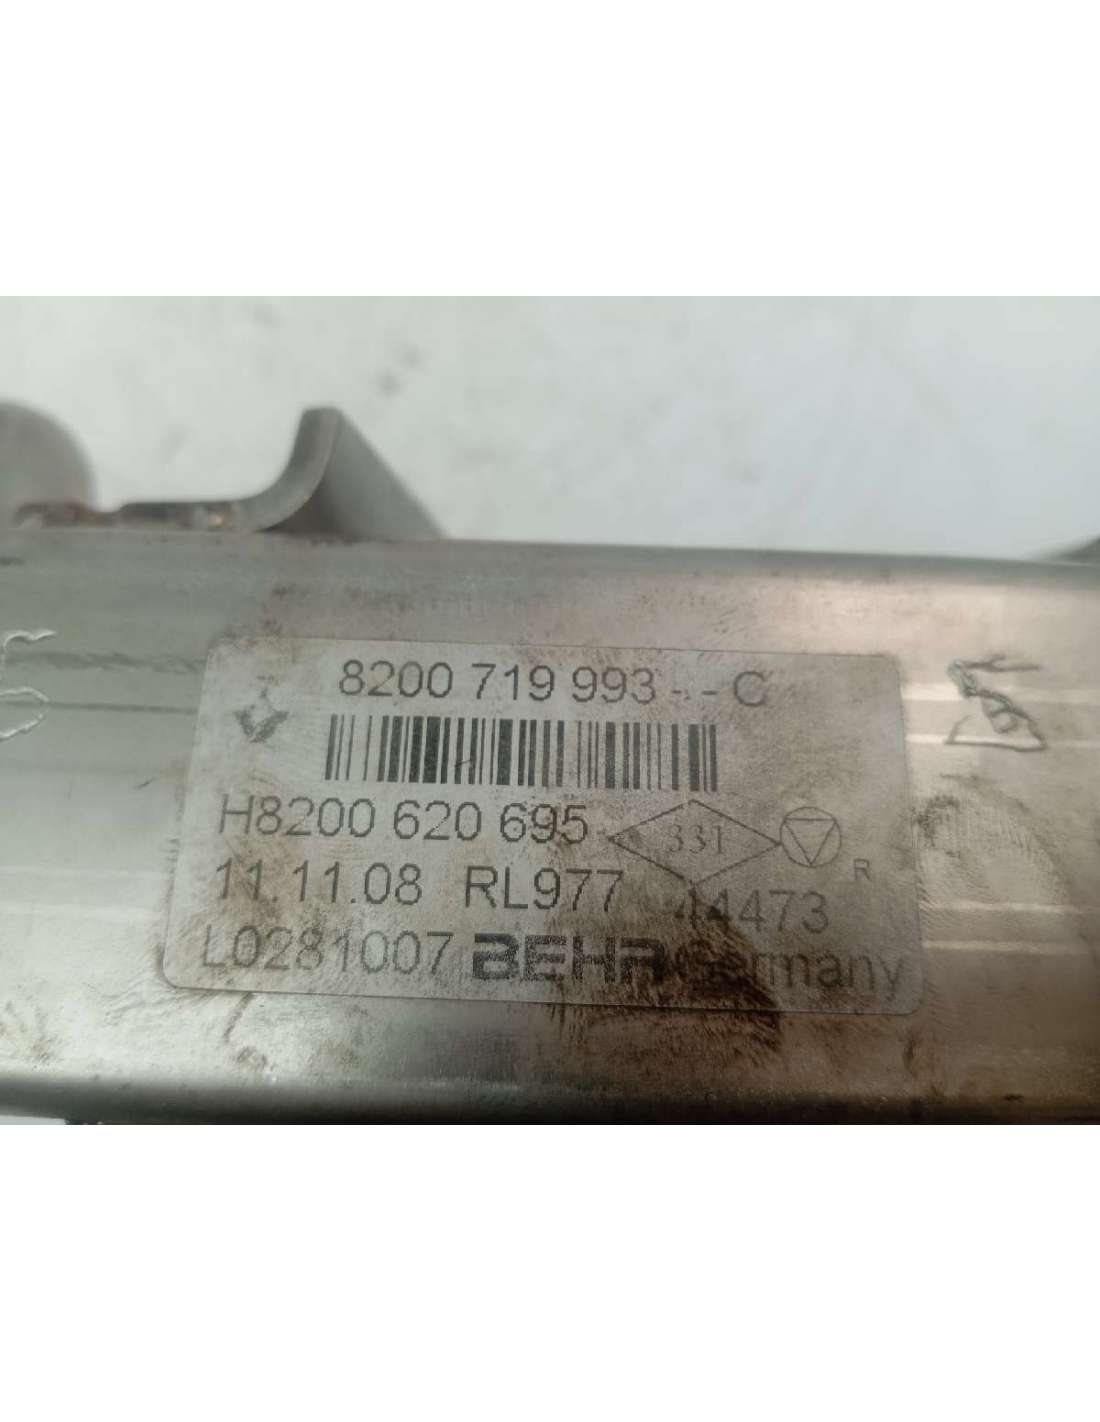 8200 719 993 - - C
H8200 620 695
331
R
11.11.08 RL977 44473
L0281007 BEHR Germany